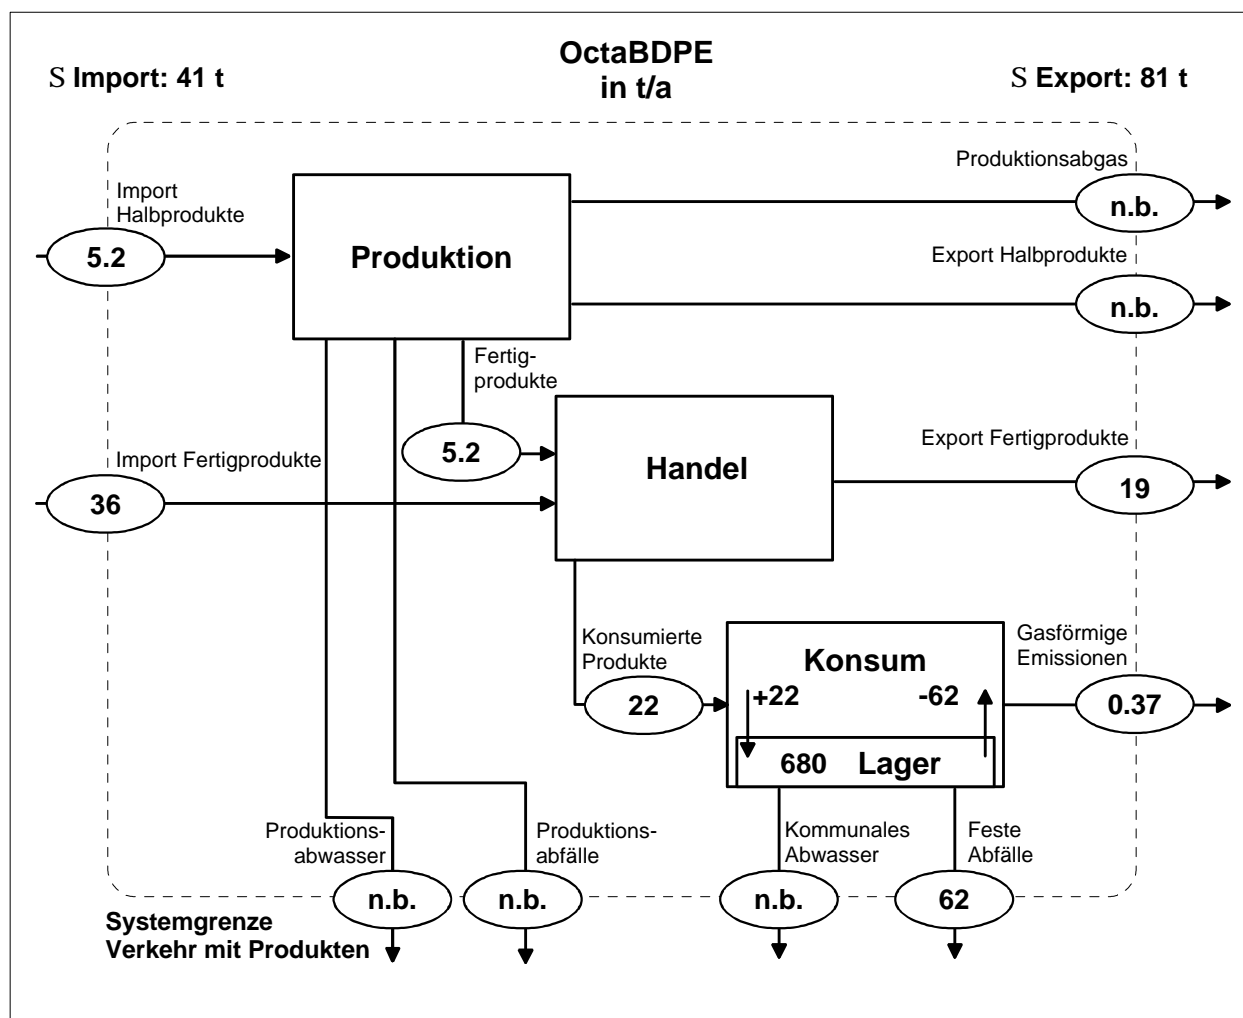 OctaBDPE
in t/a
S Import: 41 t
S Export: 81 t
Produktionsabgas
n.b.
Import
Halbprodukte
5.2
Produktion
Export Halbprodukte
n.b.
Fertig-
produkte
5.2
Import Fertigprodukte
36
Handel
Export Fertigprodukte
19
Konsumierte
Produkte
22
Konsum
+22
-62
680 Lager
Gasförmige
Emissionen
0.37
Produktions-
abwasser
n.b.
Produktions-
abfälle
n.b.
Kommunales
Abwasser
n.b.
Feste
Abfälle
62
Systemgrenze
Verkehr mit Produkten